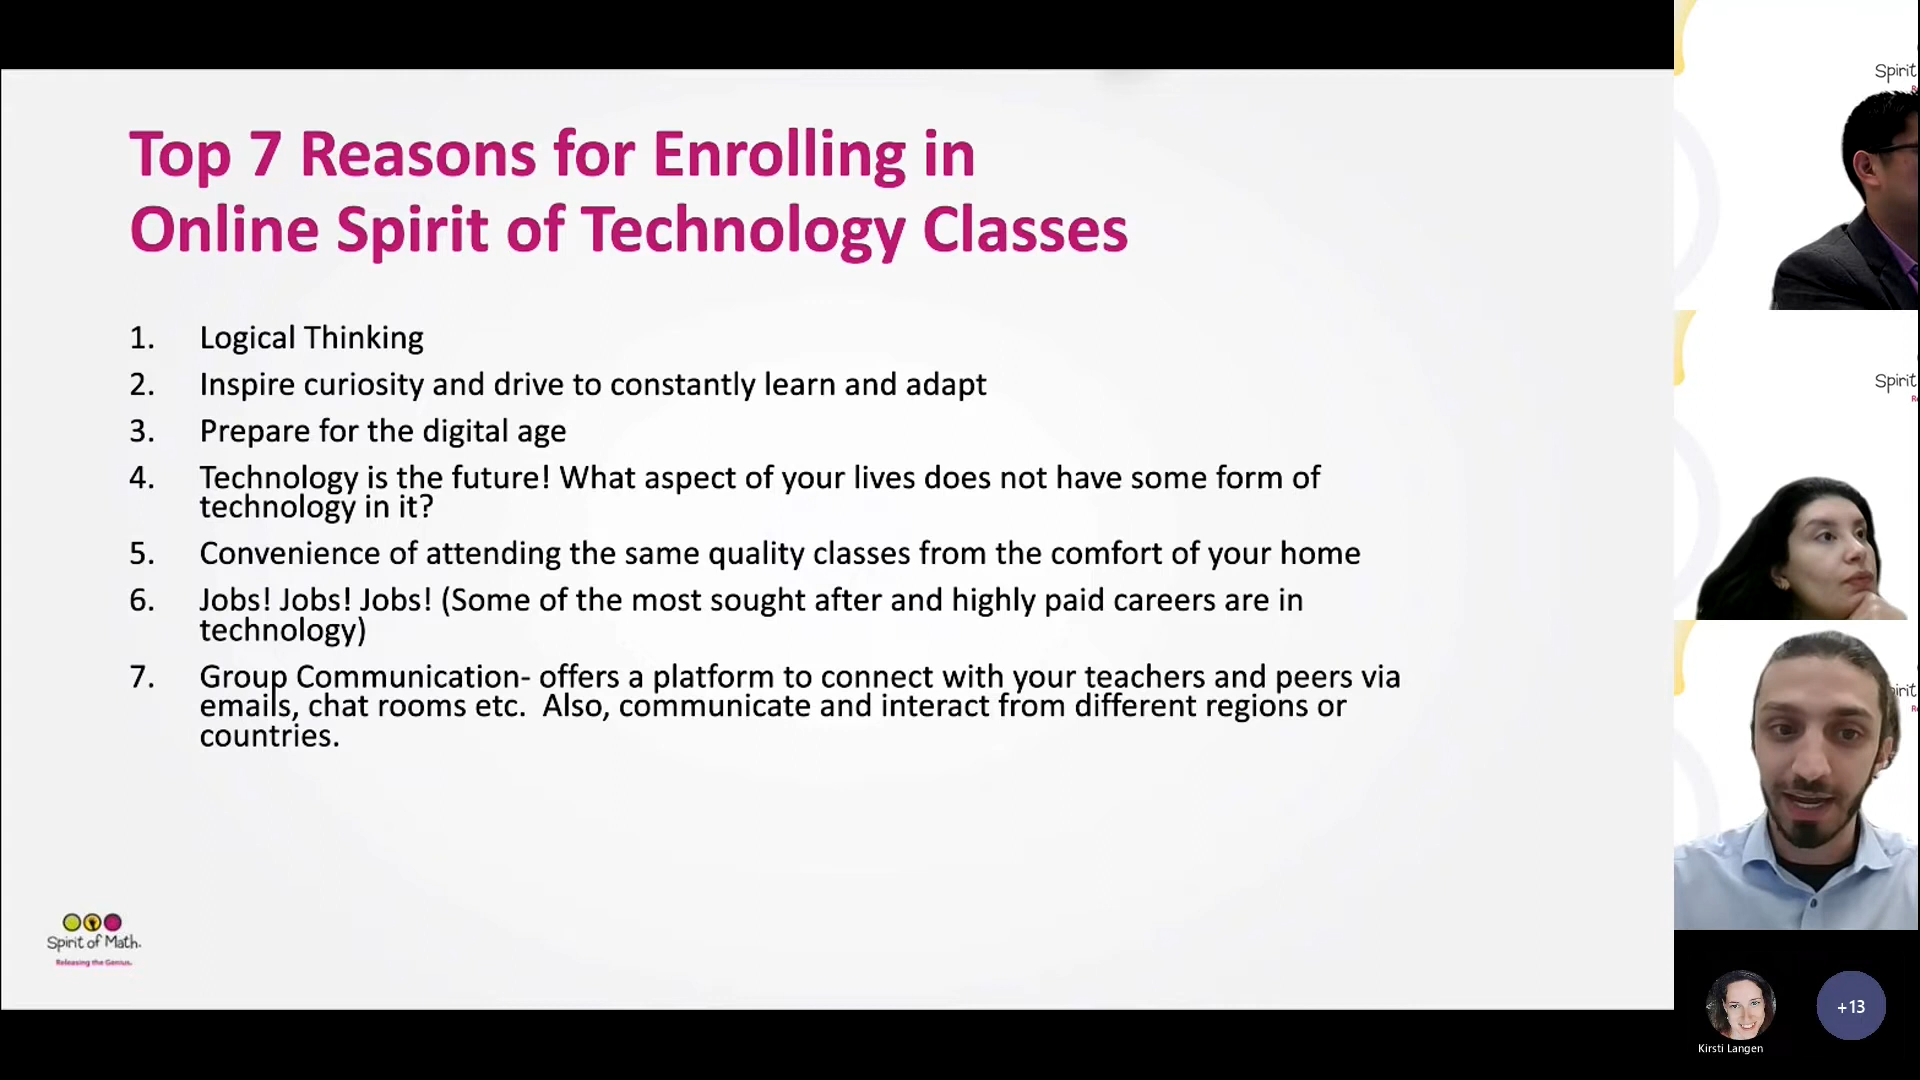 Top 7 Reasons for Enrolling in
Online Spirit of Technology Classes
1. Logical Thinking
2. Inspire curiosity and drive to constantly learn and adapt
3. Prepare for the digital age
4. Technology is the future! What aspect of your lives does not have some form of
technology in it?
5. Convenience of attending the same quality classes from the comfort of your home
6. Jobs! Jobs! Jobs! (Some of the most sought after and highly paid careers are in
technology)
7. Group Communication- offers a platform to connect with your teachers and peers via
emails, chat rooms etc.  Also, communicate and interact from different regions or
countries.
Spirit of Math.
Releasing the Genius.
Spirit
Spirit
Kirsti Langen
+13